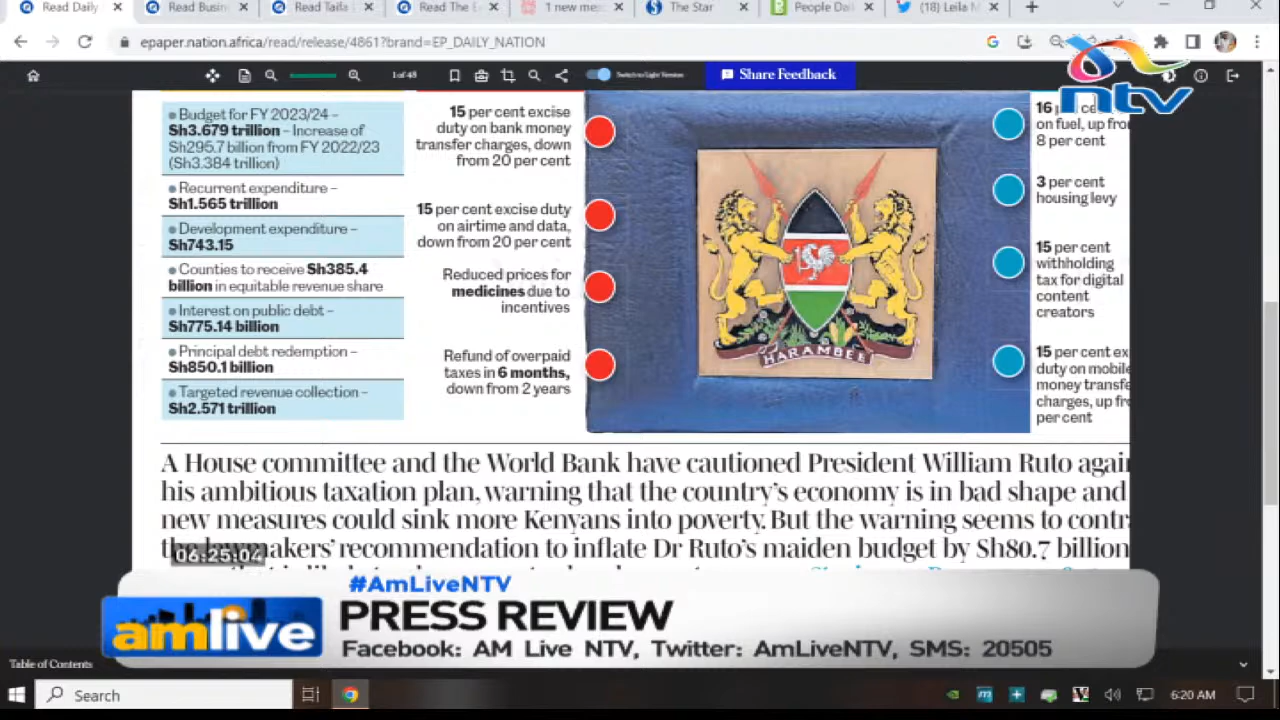 Read Daily
Read Busin
Read Taifa
Read The E
1 new mes
The Star
People Dai
(18) Leila M
epaper.nation.africa/read/release/4861?brand=EP_DAILY_NATION
1 of 48
Switch to Light Version
Share Feedback
ntv
• Budget for FY 2023/24 –
Sh3.679 trillion – Increase of
Sh295.7 billion from FY 2022/23
(Sh3.384 trillion)
• Recurrent expenditure –
Sh1.565 trillion
• Development expenditure –
Sh743.15
• Counties to receive Sh385.4
billion in equitable revenue share
• Interest on public debt –
Sh775.14 billion
• Principal debt redemption –
Sh850.1 billion
• Targeted revenue collection –
Sh2.571 trillion
15 per cent excise
duty on bank money
transfer charges, down
from 20 per cent
15 per cent excise duty
on airtime and data,
down from 20 per cent
Reduced prices for
medicines due to
incentives
Refund of overpaid
taxes in 6 months,
down from 2 years
HARAMBEE
16 p
on fuel, up from
8 per cent
3 per cent
housing levy
15 per cent
withholding
tax for digital
content
creators
15 per cent ex
duty on mobile
money transfe
charges, up fr
per cent
A House committee and the World Bank have cautioned President William Ruto again
his ambitious taxation plan, warning that the country's economy is in bad shape and
new measures could sink more Kenyans into poverty. But the warning seems to contr
lawmakers' recommendation to inflate Dr Ruto's maiden budget by Sh80.7 billion
06:25:04
#AmLiveNTV
amlive
PRESS REVIEW
Facebook: AM Live NTV, Twitter: AmLiveNTV, SMS: 20505
Table of Contents
Search
6:20 AM